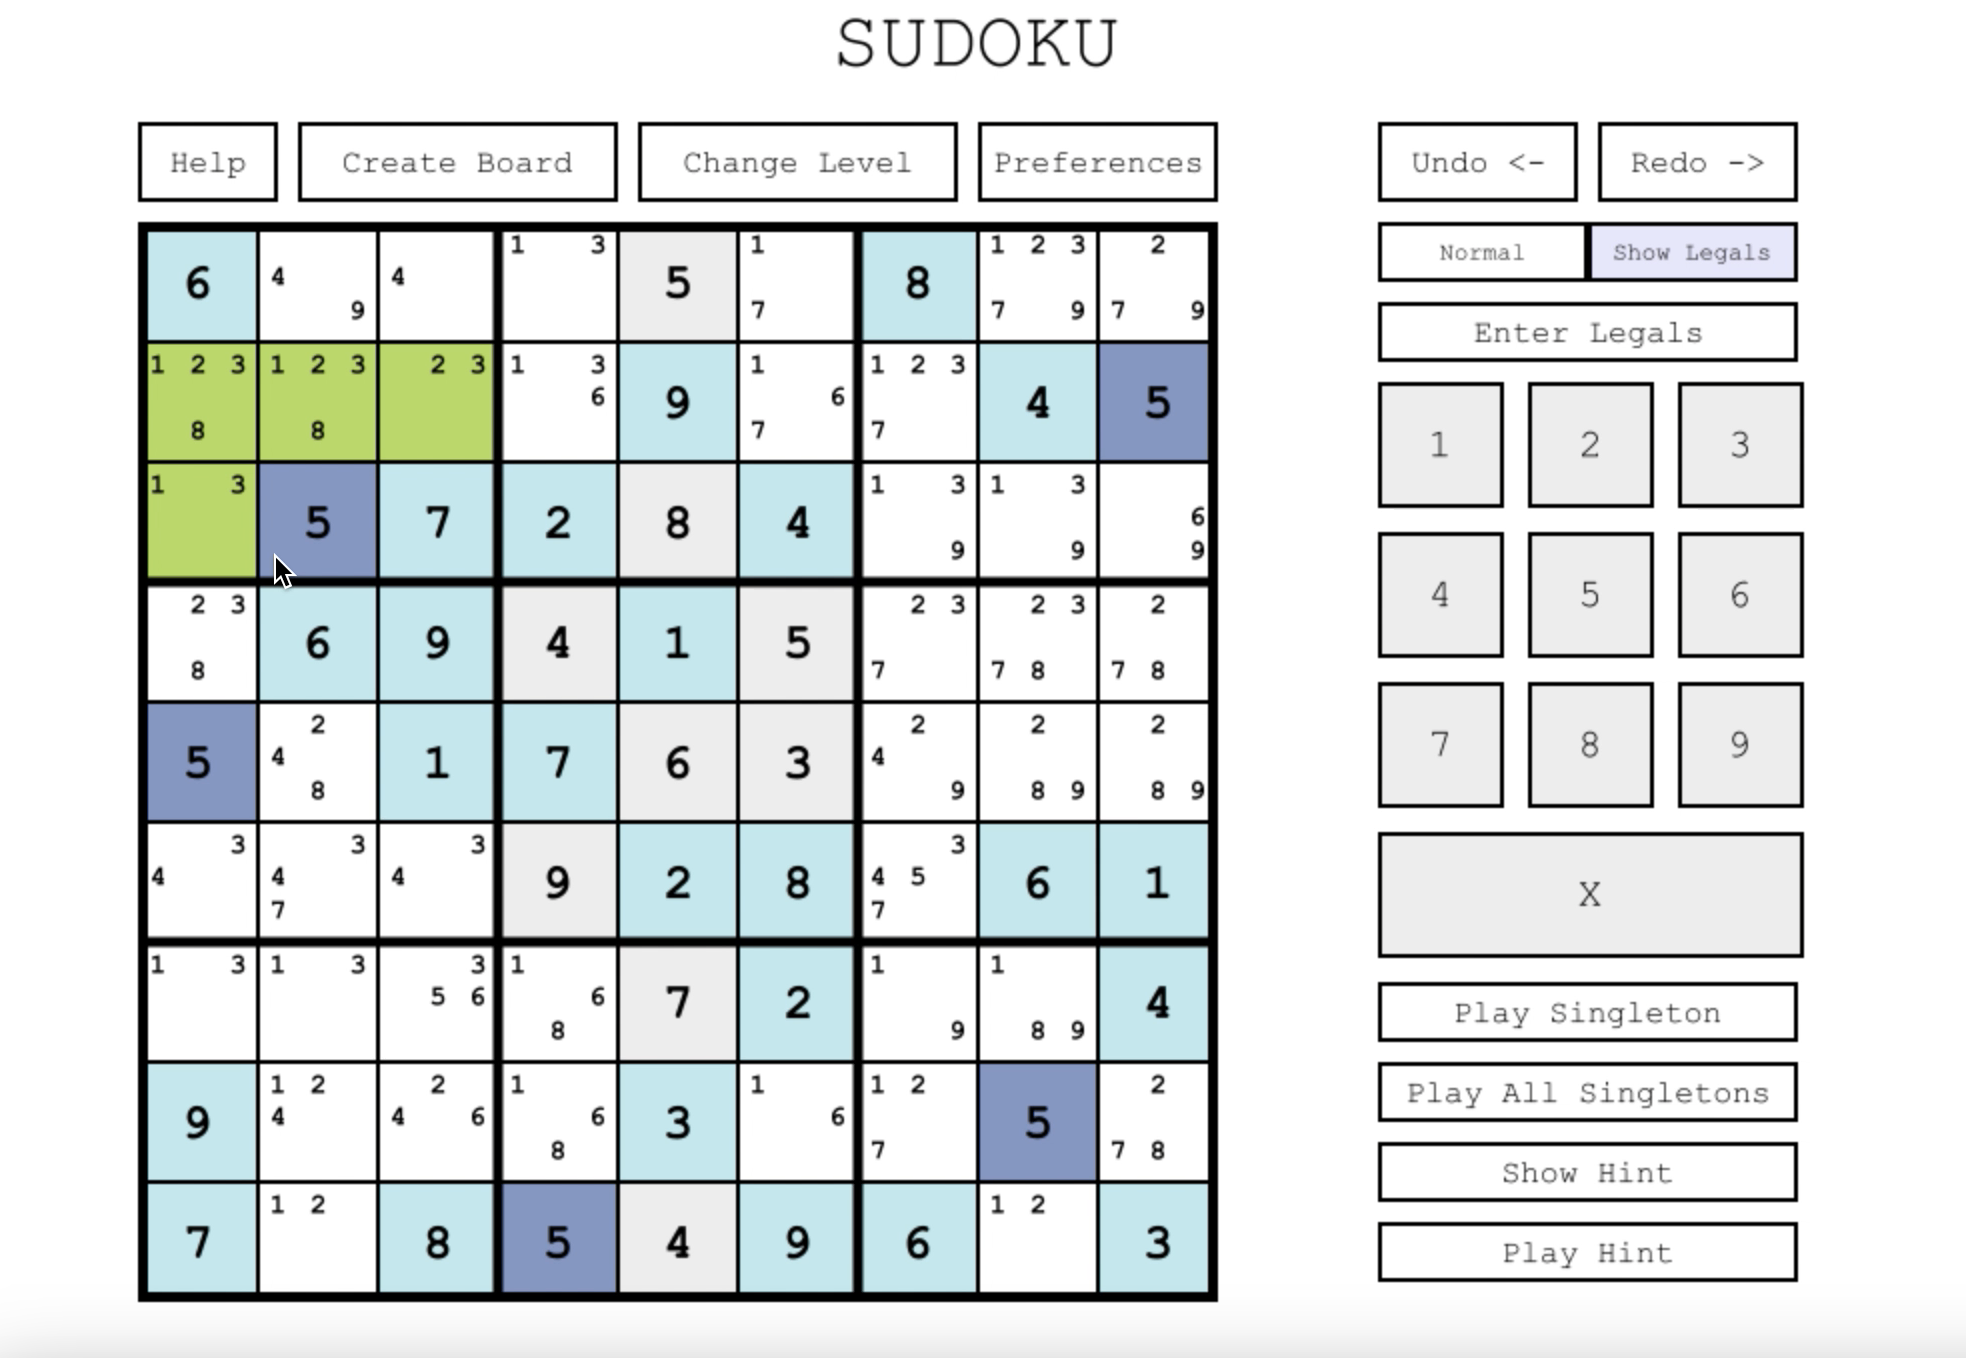 SUDOKU
Help Create Board Change Level Preferences Undo <- Redo ->
Normal Show Legals
Enter Legals
1 2 3
4 5 6
7 8 9
X
Play Singleton
Play All Singletons
Show Hint
Play Hint
6 4 9 4 1 3 5 1 7 8 1 2 3 7 9 2 7 9
1 2 3 8 1 2 3 8 2 3 1 3 6 9 1 6 7 1 2 3 7 4 5
1 3 5 7 2 8 4 1 3 9 1 3 9 6 9
2 3 8 6 9 4 1 5 2 3 7 2 3 7 8 2 7 8
5 2 4 8 1 7 6 3 2 4 9 2 8 9 2 8 9
3 4 3 4 7 3 4 9 2 8 3 4 5 7 6 1
1 3 1 3 3 5 6 1 6 8 7 2 1 9 1 8 9 4
9 1 2 4 2 4 6 1 6 8 3 1 6 1 2 7 5 2 7 8
7 1 2 8 5 4 9 6 1 2 3